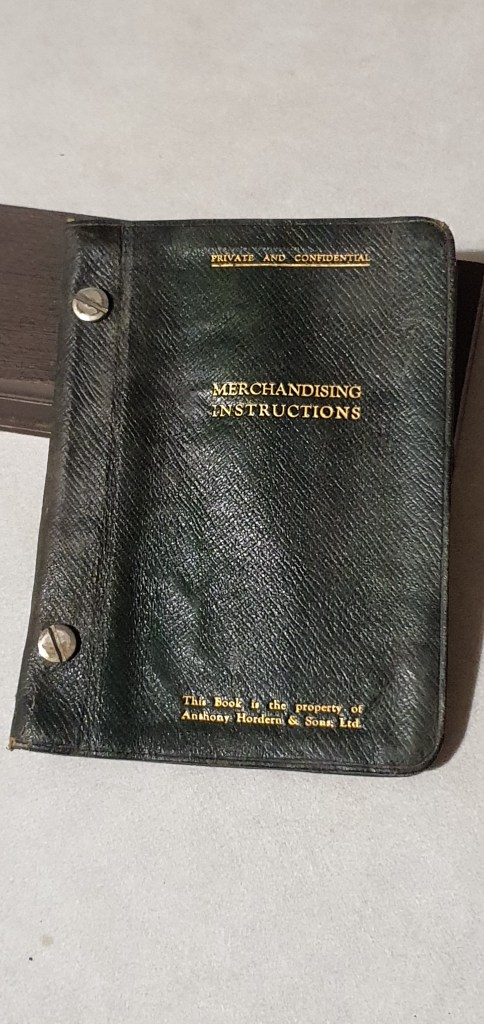 PRIVATE AND CONFIDENTIAL
MERCHANDISING
INSTRUCTIONS
This Book is the property of
Anthony Hordern & Sons, Ltd.